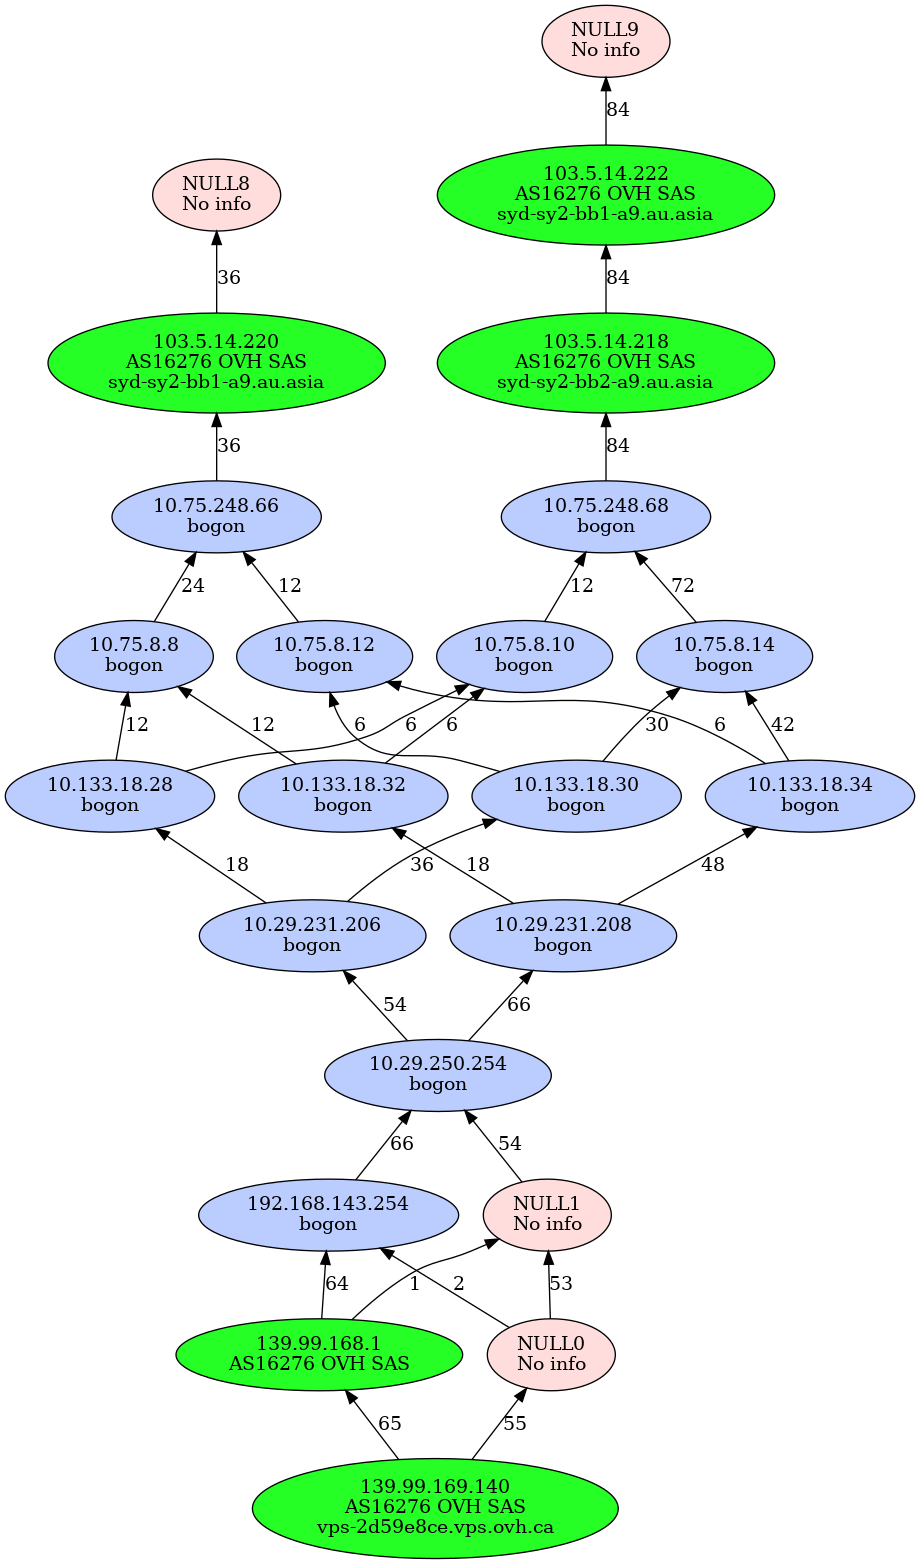 NULL9
No info
84
103.5.14.222
AS16276 OVH SAS
syd-sy2-bb1-a9.au.asia
NULL8
No info
36
84
103.5.14.220
AS16276 OVH SAS
syd-sy2-bb1-a9.au.asia
103.5.14.218
AS16276 OVH SAS
syd-sy2-bb2-a9.au.asia
36
84
10.75.248.66
bogon
10.75.248.68
bogon
24
12
12
72
10.75.8.8
bogon
10.75.8.12
bogon
10.75.8.10
bogon
10.75.8.14
bogon
12
12
6
6
6
30
6
42
10.133.18.28
bogon
10.133.18.32
bogon
10.133.18.30
bogon
10.133.18.34
bogon
18
36
18
48
10.29.231.206
bogon
10.29.231.208
bogon
54
66
10.29.250.254
bogon
66
54
192.168.143.254
bogon
NULL1
No info
64
1
2
53
139.99.168.1
AS16276 OVH SAS
NULL0
No info
65
55
139.99.169.140
AS16276 OVH SAS
vps-2d59e8ce.vps.ovh.ca